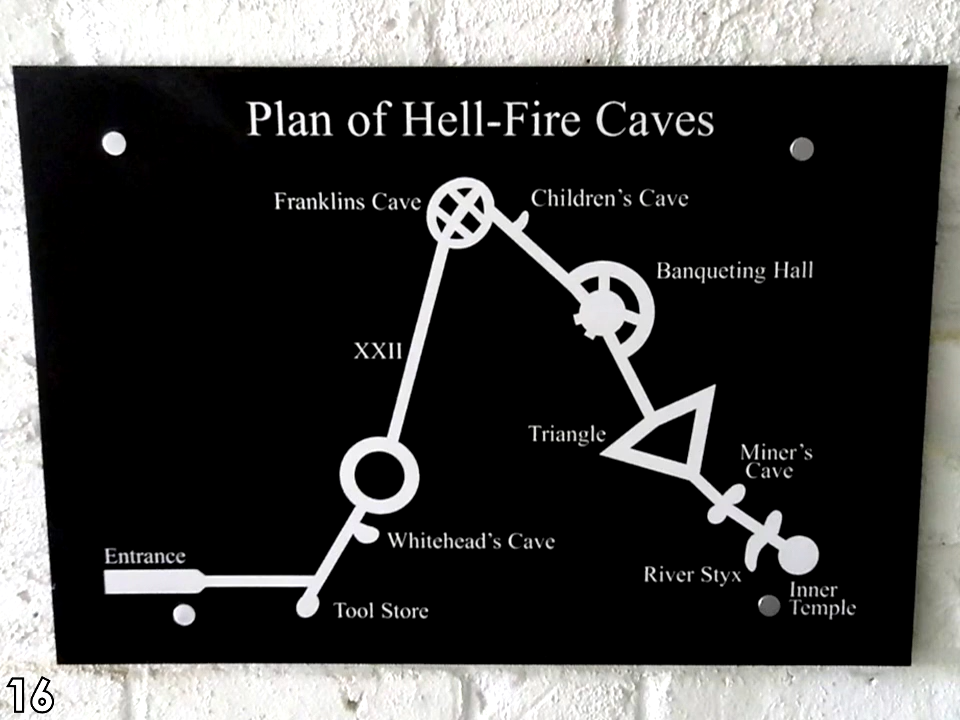 Plan of Hell-Fire Caves
Franklins Cave
Children's Cave
Banqueting Hall
XXII
Triangle
Miner's
Cave
Whitehead's Cave
Entrance
River Styx
Inner
Temple
Tool Store
16